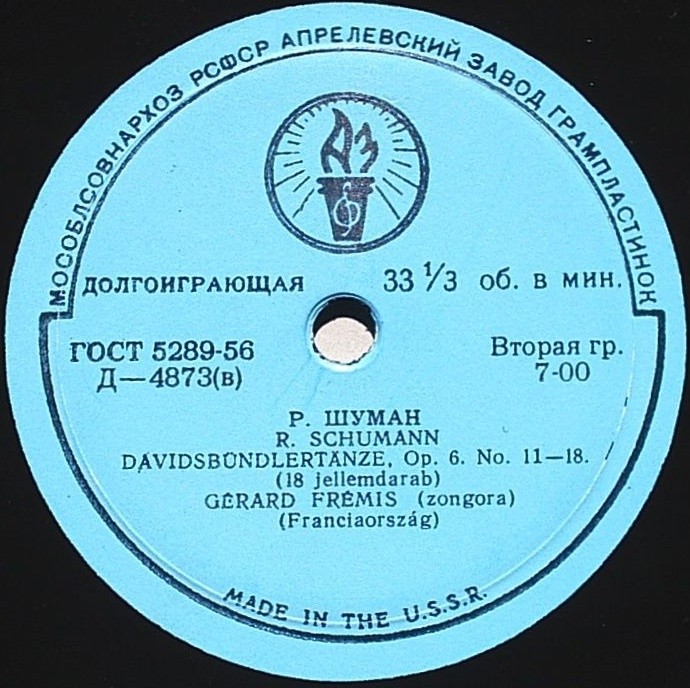 МОСОБЛСОВНАРХОЗ РСФСР АПРЕЛЕВСКИЙ ЗАВОД ГРАМПЛАСТИНОК
АЗ
ДОЛГОИГРАЮЩАЯ 33 1/3 об. в мин.
ГОСТ 5289-56 Вторая гр.
Д—4873(в) 7-00
Р. ШУМАН
R. SCHUMANN
DAVIDSBÜNDLERTÄNZE, Op. 6. No. 11—18.
(18 jellemdarab)
GÉRARD FRÉMIS (zongora)
(Franciaország)
MADE IN THE U.S.S.R.